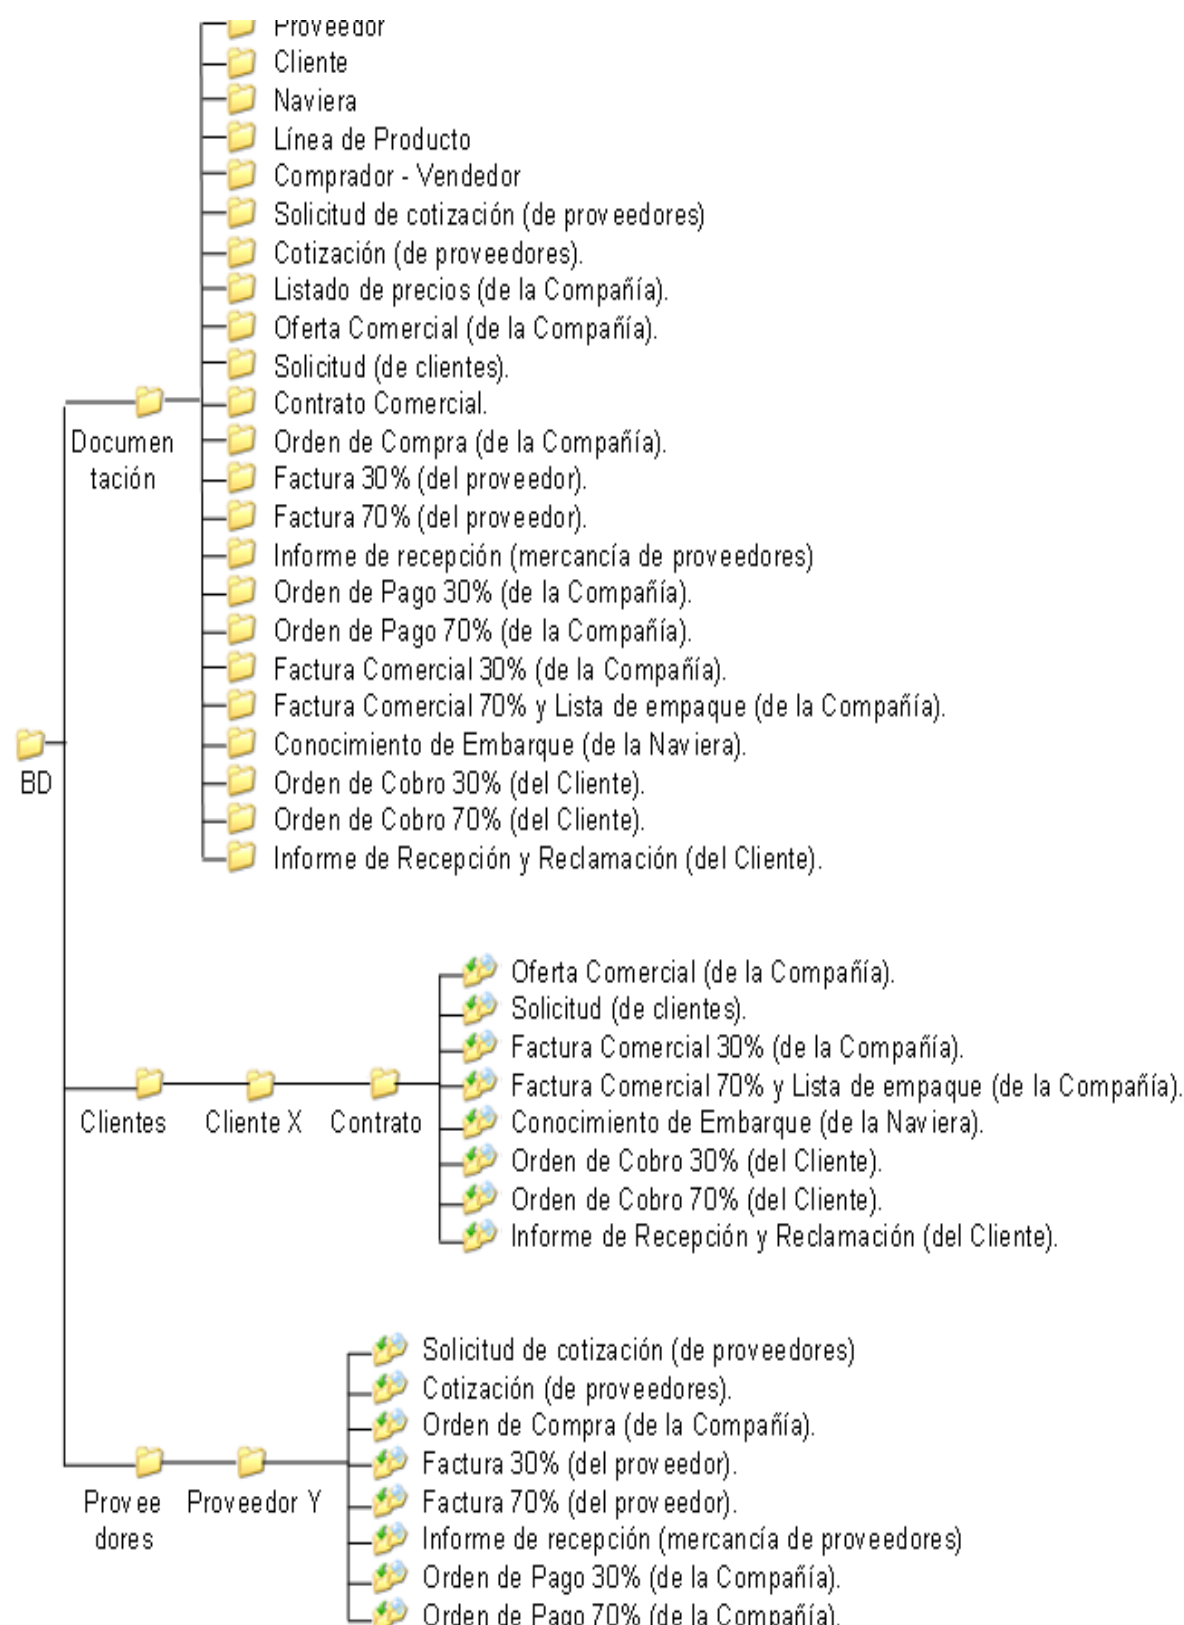 Proveedor
Cliente
Naviera
Línea de Producto
Comprador - Vendedor
Solicitud de cotización (de proveedores)
Cotización (de proveedores).
Listado de precios (de la Compañía).
Oferta Comercial (de la Compañía).
Solicitud (de clientes).
Contrato Comercial.
Orden de Compra (de la Compañía).
Factura 30% (del proveedor).
Factura 70% (del proveedor).
Informe de recepción (mercancía de proveedores)
Orden de Pago 30% (de la Compañía).
Orden de Pago 70% (de la Compañía).
Factura Comercial 30% (de la Compañía).
Factura Comercial 70% y Lista de empaque (de la Compañía).
Conocimiento de Embarque (de la Naviera).
Orden de Cobro 30% (del Cliente).
Orden de Cobro 70% (del Cliente).
Informe de Recepción y Reclamación (del Cliente).
Documen
tación
BD
Oferta Comercial (de la Compañía).
Solicitud (de clientes).
Factura Comercial 30% (de la Compañía).
Factura Comercial 70% y Lista de empaque (de la Compañía).
Conocimiento de Embarque (de la Naviera).
Orden de Cobro 30% (del Cliente).
Orden de Cobro 70% (del Cliente).
Informe de Recepción y Reclamación (del Cliente).
Clientes Cliente X Contrato
Solicitud de cotización (de proveedores)
Cotización (de proveedores).
Orden de Compra (de la Compañía).
Factura 30% (del proveedor).
Factura 70% (del proveedor).
Informe de recepción (mercancía de proveedores)
Orden de Pago 30% (de la Compañía).
Orden de Pago 70% (de la Compañía).
Provee
dores
Proveedor Y